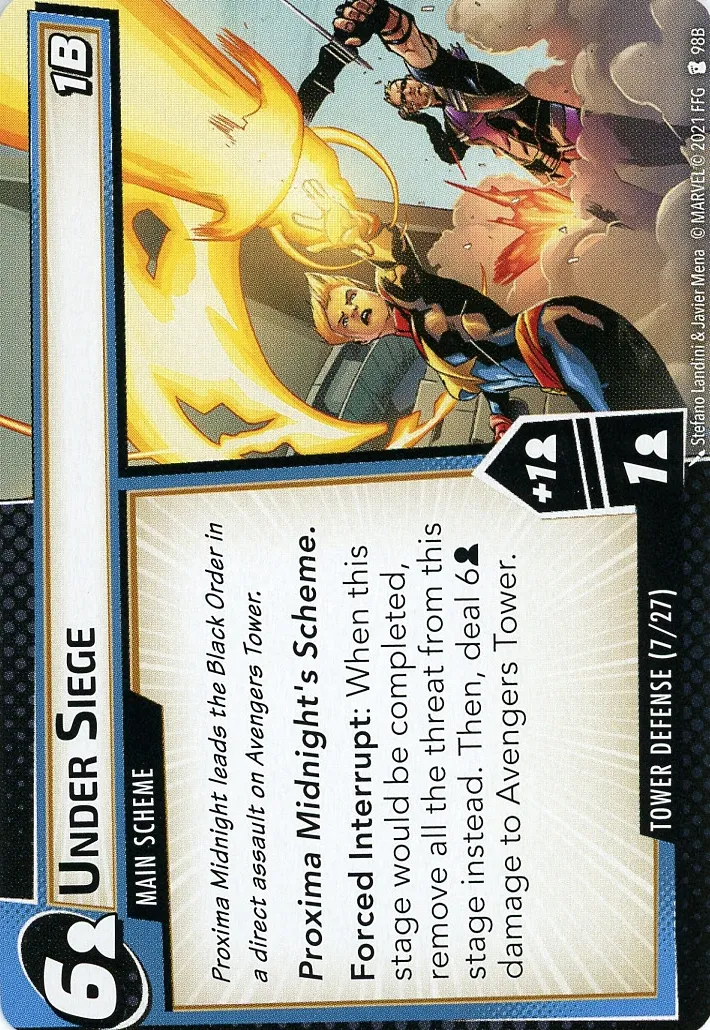 6
UNDER SIEGE
1B
MAIN SCHEME
Proxima Midnight leads the Black Order in
a direct assault on Avengers Tower.
Proxima Midnight's Scheme.
Forced Interrupt: When this
stage would be completed,
remove all the threat from this
stage instead. Then, deal 6
damage to Avengers Tower.
+1
1
TOWER DEFENSE (7/27)
Stefano Landini & Javier Mena © MARVEL © 2021 FFG 98B